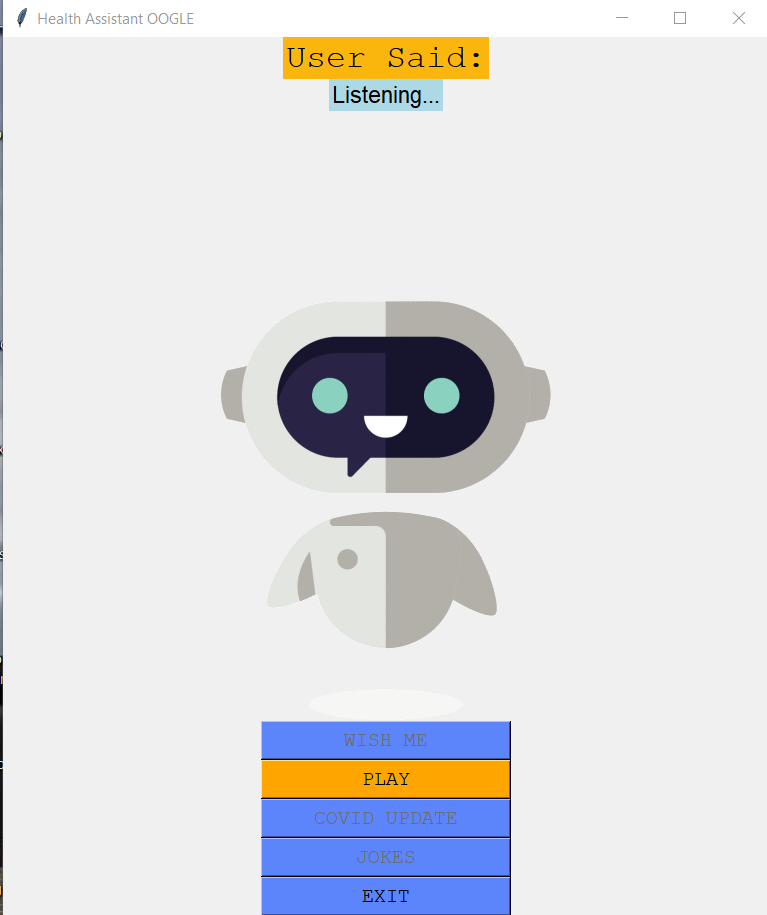 Health Assistant OOGLE
User Said:
Listening...
WISH ME
PLAY
COVID UPDATE
JOKES
EXIT